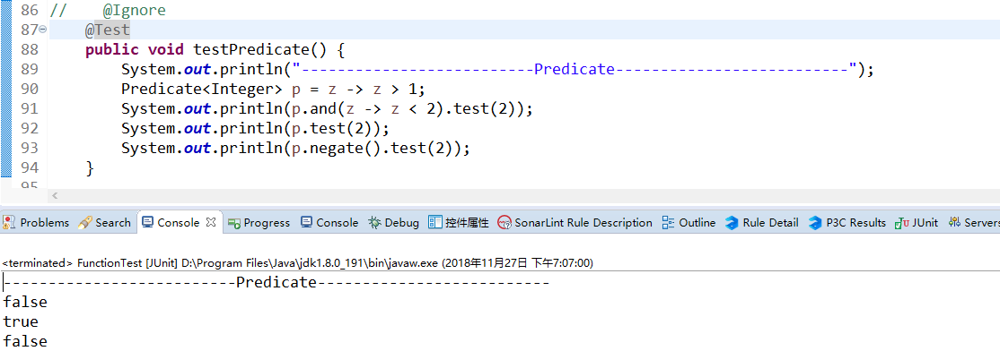 86 //    @Ignore
87    @Test
88    public void testPredicate() {
89        System.out.println("--------------------------Predicate--------------------------");
90        Predicate<Integer> p = z -> z > 1;
91        System.out.println(p.and(z -> z < 2).test(2));
92        System.out.println(p.test(2));
93        System.out.println(p.negate().test(2));
94    }
95
Problems Search Console Progress Console Debug 控件属性 SonarLint Rule Description Outline Rule Detail P3C Results JUnit Servers
<terminated> FunctionTest [JUnit] D:\Program Files\Java\jdk1.8.0_191\bin\javaw.exe (2018年11月27日 下午7:07:00)
--------------------------Predicate--------------------------
false
true
false